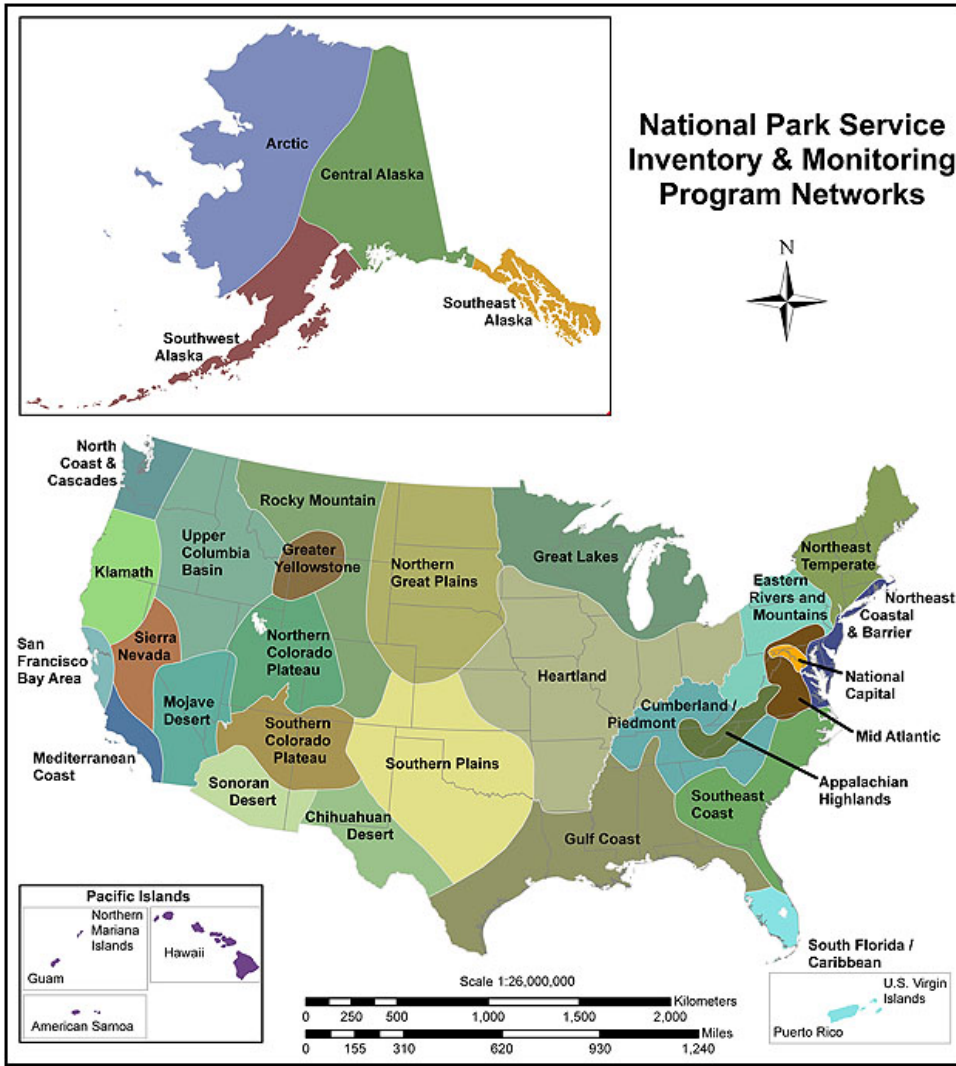 National Park Service
Inventory & Monitoring
Program Networks
N
Arctic
Central Alaska
Southwest
Alaska
Southeast
Alaska
North
Coast &
Cascades
Rocky Mountain
Upper
Columbia
Basin
Greater
Yellowstone
Northern
Great Plains
Great Lakes
Northeast
Temperate
Eastern
Rivers and
Mountains
Northeast
Coastal
& Barrier
Klamath
Sierra
Nevada
San
Francisco
Bay Area
Northern
Colorado
Plateau
Mojave
Desert
Heartland
National
Capital
Cumberland /
Piedmont
Mid Atlantic
Southern
Colorado
Plateau
Mediterranean
Coast
Southern Plains
Appalachian
Highlands
Sonoran
Desert
Southeast
Coast
Chihuahuan
Desert
Gulf Coast
South Florida /
Caribbean
Pacific Islands
Northern
Mariana
Islands
Guam
Hawaii
American Samoa
Scale 1:26,000,000
Kilometers
0 250 500 1,000 1,500 2,000
Miles
0 155 310 620 930 1,240
U.S. Virgin
Islands
Puerto Rico